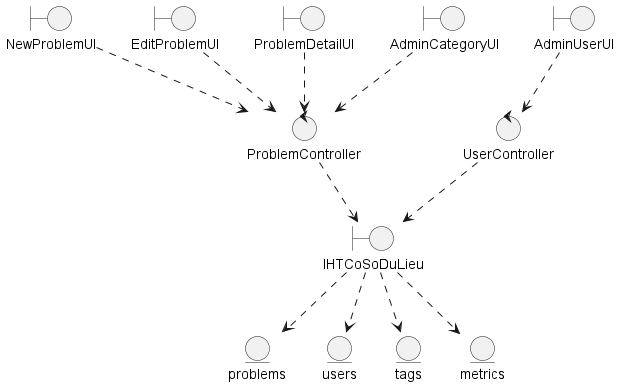 NewProblemUI
EditProblemUI
ProblemDetailUI
AdminCategoryUI
AdminUserUI
ProblemController
UserController
IHTCoSoDuLieu
problems
users
tags
metrics